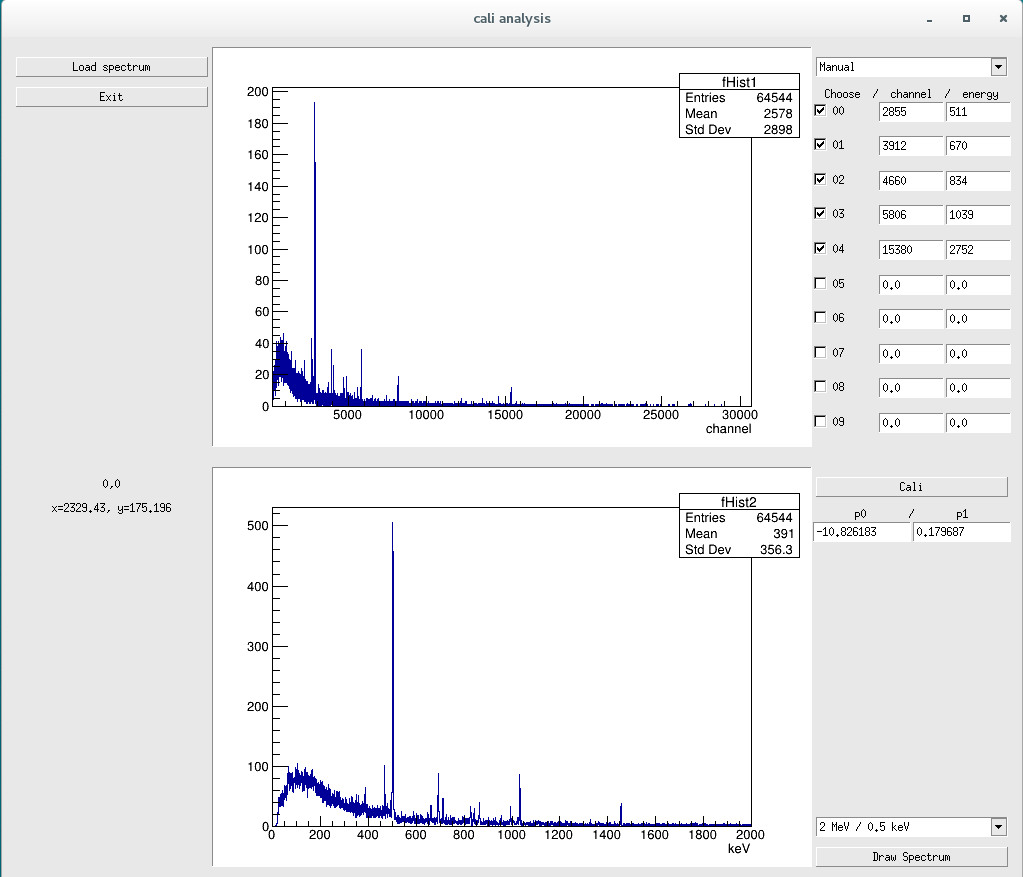 cali analysis
Load spectrum
Exit
fHist1
Entries 64544
Mean 2578
Std Dev 2898
200
180
160
140
120
100
80
60
40
20
0
5000 10000 15000 20000 25000 30000
channel
Manual
Choose / channel / energy
00 2855 511
01 3912 670
02 4660 834
03 5806 1039
04 15380 2752
05 0.0 0.0
06 0.0 0.0
07 0.0 0.0
08 0.0 0.0
09 0.0 0.0
0,0
x=2329.43, y=175.196
fHist2
Entries 64544
Mean 391
Std Dev 356.3
500
400
300
200
100
0
0 200 400 600 800 1000 1200 1400 1600 1800 2000
keV
Cali
p0 / p1
-10.826183 0.179687
2 MeV / 0.5 keV
Draw Spectrum